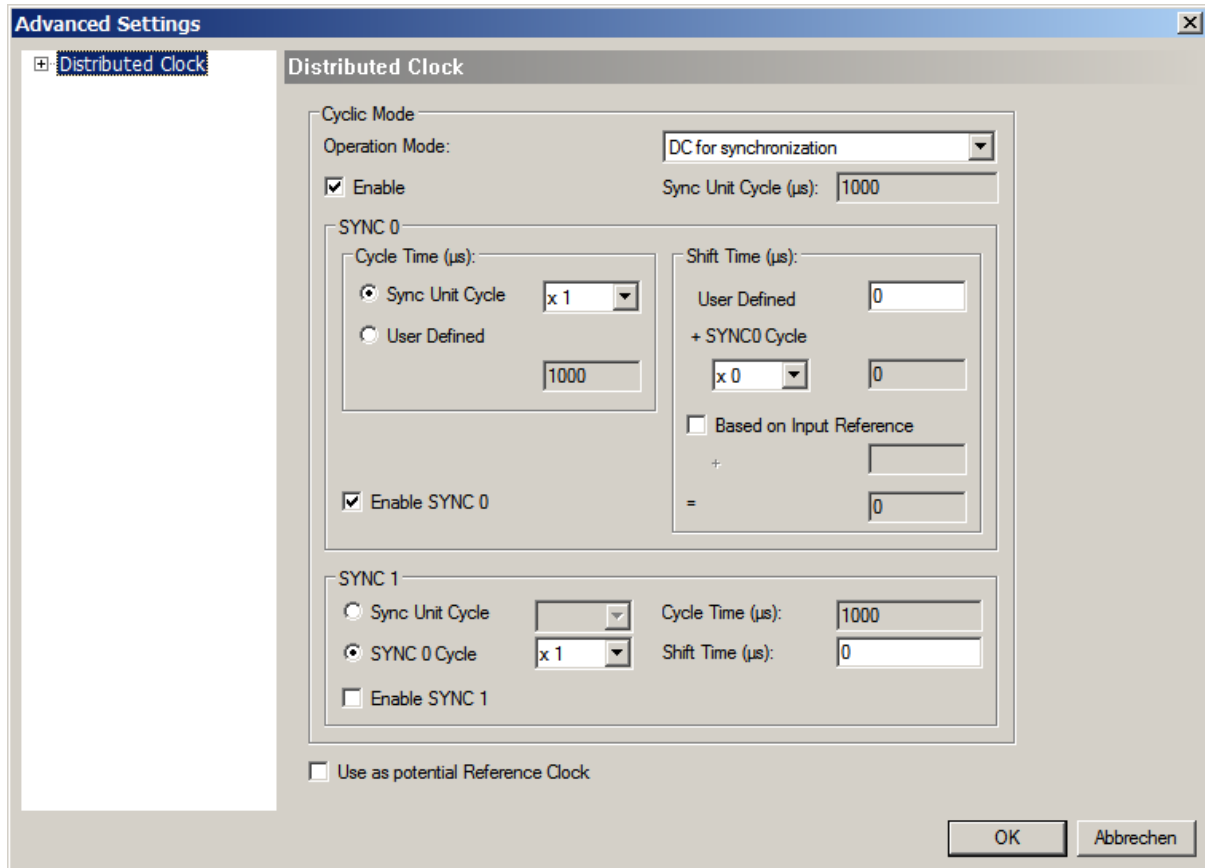 Advanced Settings
Distributed Clock
Distributed Clock
Cyclic Mode
Operation Mode: DC for synchronization
Enable Sync Unit Cycle (µs): 1000
SYNC 0
Cycle Time (µs):
Sync Unit Cycle x 1
User Defined
1000
Shift Time (µs):
User Defined 0
+ SYNC0 Cycle
x 0 0
Based on Input Reference
+
= 0
Enable SYNC 0
SYNC 1
Sync Unit Cycle Cycle Time (µs): 1000
SYNC 0 Cycle x 1 Shift Time (µs): 0
Enable SYNC 1
Use as potential Reference Clock
OK Abbrechen